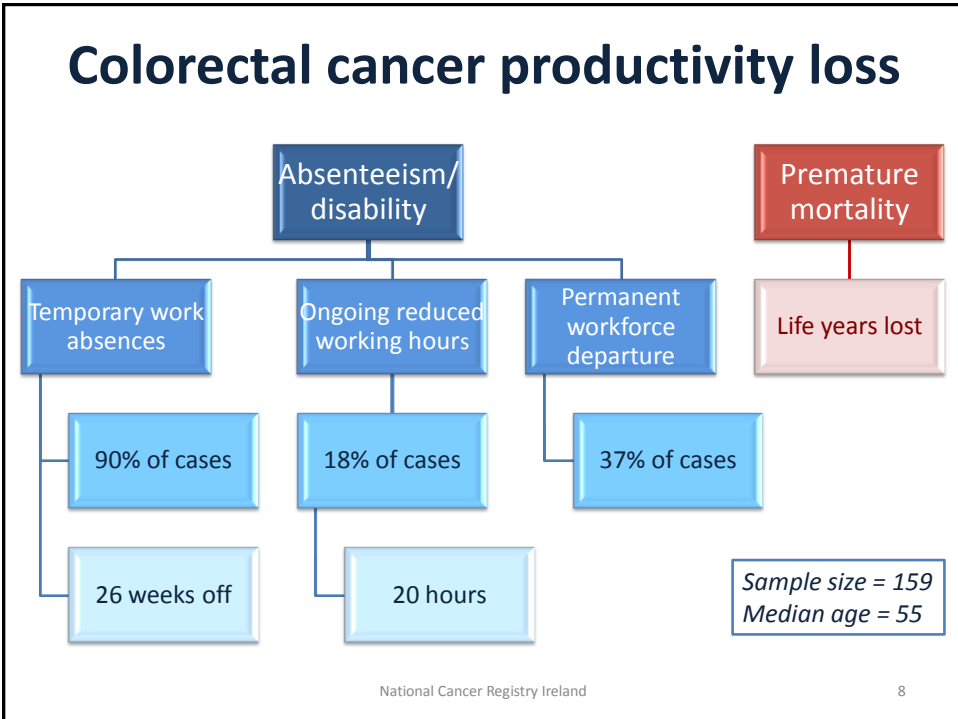 Colorectal cancer productivity loss
Absenteeism/
disability
Premature
mortality
Temporary work
absences
Ongoing reduced
working hours
Permanent
workforce
departure
Life years lost
90% of cases
18% of cases
37% of cases
26 weeks off
20 hours
Sample size = 159
Median age = 55
National Cancer Registry Ireland
8